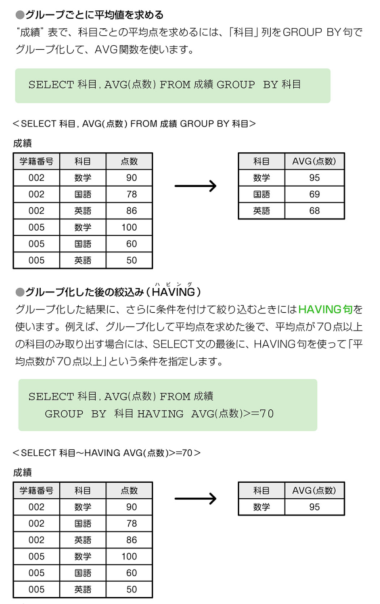 ●グループごとに平均値を求める
"成績"表で、科目ごとの平均点を求めるには、「科目」列をGROUP BY句で
グループ化して、AVG関数を使います。
SELECT 科目, AVG(点数) FROM 成績 GROUP BY 科目
<SELECT 科目, AVG(点数) FROM 成績 GROUP BY 科目>
成績
学籍番号 科目 点数
002 数学 90
002 国語 78
002 英語 86
005 数学 100
005 国語 60
005 英語 50
科目 AVG(点数)
数学 95
国語 69
英語 68
ハビング
●グループ化した後の絞込み(HAVING)
グループ化した結果に、さらに条件を付けて絞り込むときにはHAVING句を
使います。例えば、グループ化して平均点を求めた後で、平均点が70点以上
の科目のみ取り出す場合には、SELECT文の最後に、HAVING句を使って「平
均点数が70点以上」という条件を指定します。
SELECT 科目, AVG(点数) FROM 成績
GROUP BY 科目 HAVING AVG(点数)>=70
<SELECT 科目～HAVING AVG(点数)>=70>
成績
学籍番号 科目 点数
002 数学 90
002 国語 78
002 英語 86
005 数学 100
005 国語 60
005 英語 50
科目 AVG(点数)
数学 95